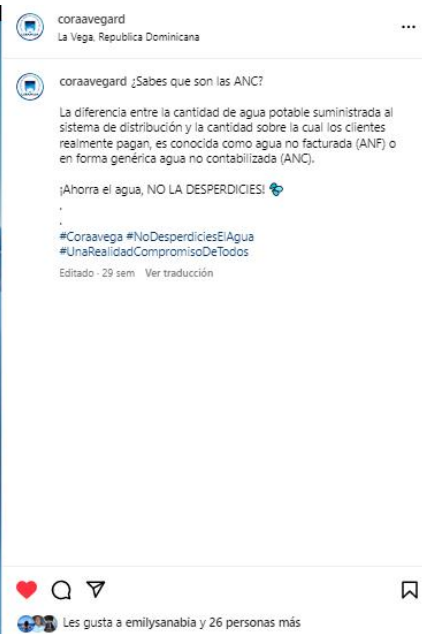 coraavegard
La Vega, Republica Dominicana
coraavegard ¿Sabes que son las ANC?
La diferencia entre la cantidad de agua potable suministrada al
sistema de distribución y la cantidad sobre la cual los clientes
realmente pagan, es conocida como agua no facturada (ANF) o
en forma genérica agua no contabilizada (ANC).
¡Ahorra el agua, NO LA DESPERDICIES!
.
.
#Coraavega #NoDesperdiciesElAgua
#UnaRealidadCompromisoDeTodos
Editado · 29 sem Ver traducción
Les gusta a emilysanabia y 26 personas más